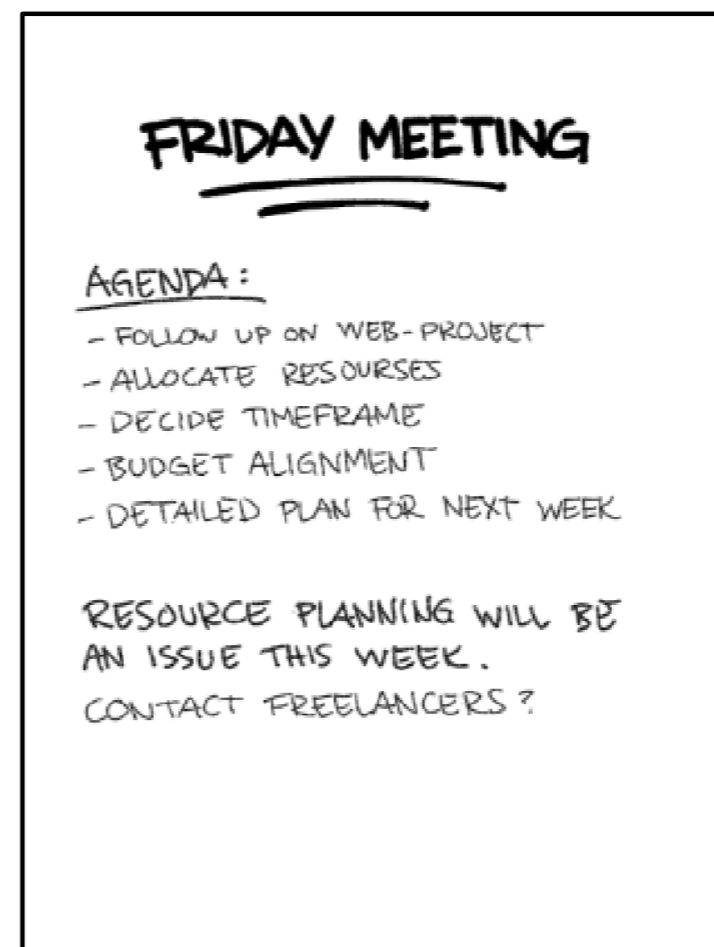 FRIDAY MEETING
AGENDA:
- FOLLOW UP ON WEB-PROJECT
- ALLOCATE RESOURSES
- DECIDE TIMEFRAME
- BUDGET ALIGNMENT
- DETAILED PLAN FOR NEXT WEEK
RESOURCE PLANNING WILL BE
AN ISSUE THIS WEEK.
CONTACT FREELANCERS?